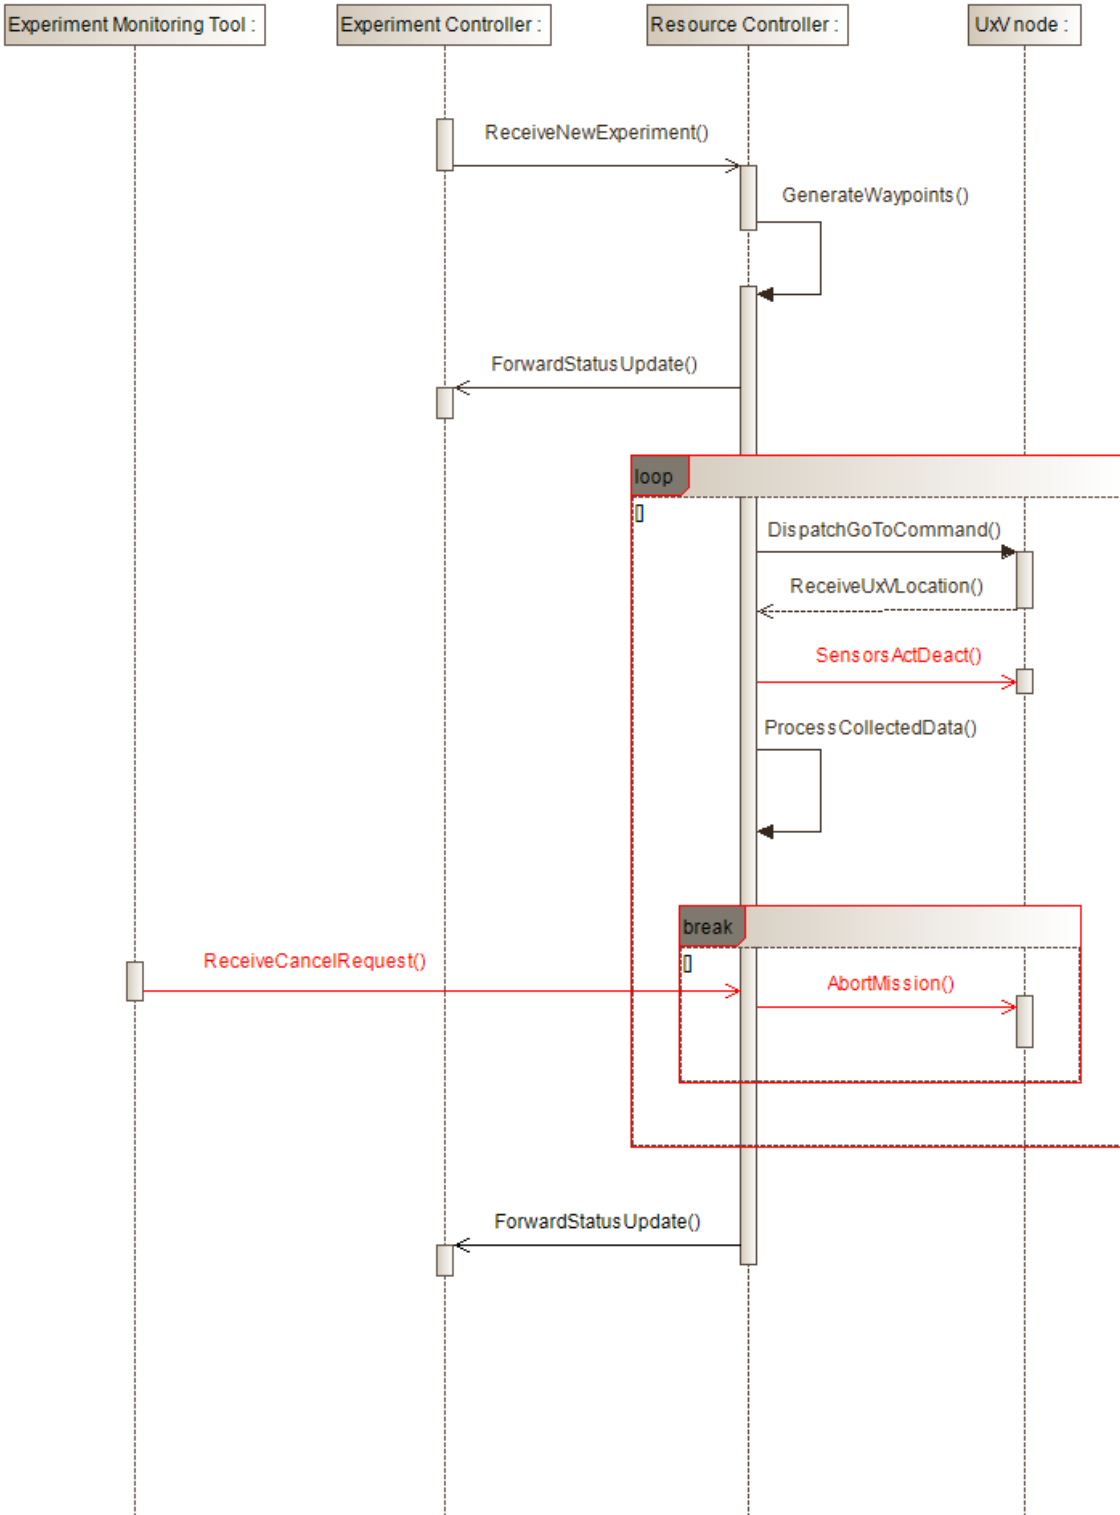 Experiment Monitoring Tool :
Experiment Controller :
Resource Controller :
UxV node :
ReceiveNewExperiment()
GenerateWaypoints()
ForwardStatusUpdate()
loop
[]
DispatchGoToCommand()
ReceiveUxVLocation()
SensorsActDeact()
ProcessCollectedData()
break
[]
ReceiveCancelRequest()
AbortMission()
ForwardStatusUpdate()